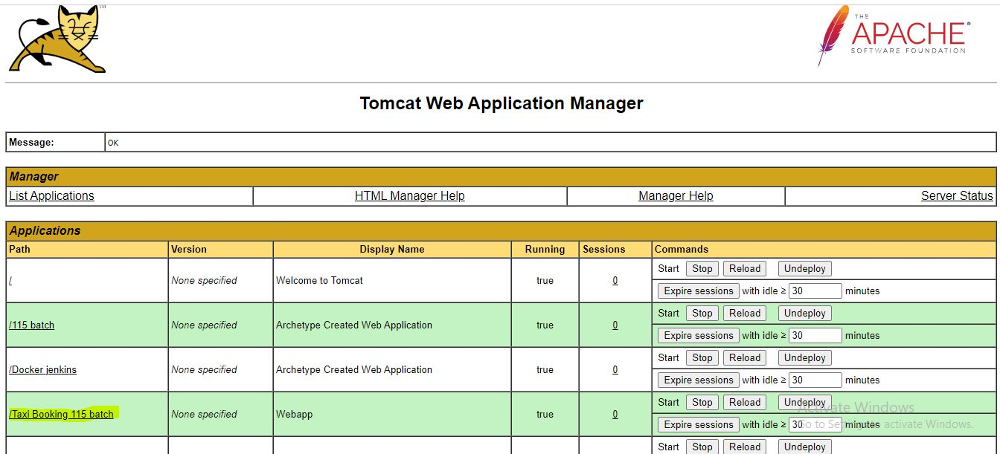 TM
THE
APACHE®
SOFTWARE FOUNDATION
Tomcat Web Application Manager
Message: OK
Manager
List Applications HTML Manager Help Manager Help Server Status
Applications
Path Version Display Name Running Sessions Commands
/ None specified Welcome to Tomcat true 0 Start Stop Reload Undeploy
Expire sessions with idle ≥ 30 minutes
/115 batch None specified Archetype Created Web Application true 0 Start Stop Reload Undeploy
Expire sessions with idle ≥ 30 minutes
/Docker jenkins None specified Archetype Created Web Application true 0 Start Stop Reload Undeploy
Expire sessions with idle ≥ 30 minutes
/Taxi Booking 115 batch None specified Webapp true 0 Start Stop Reload Undeploy
Activate Windows
Expire sessions with idle ≥ 30 minutes
Go to Settings to activate Windows.
Start Stop Reload Undeploy